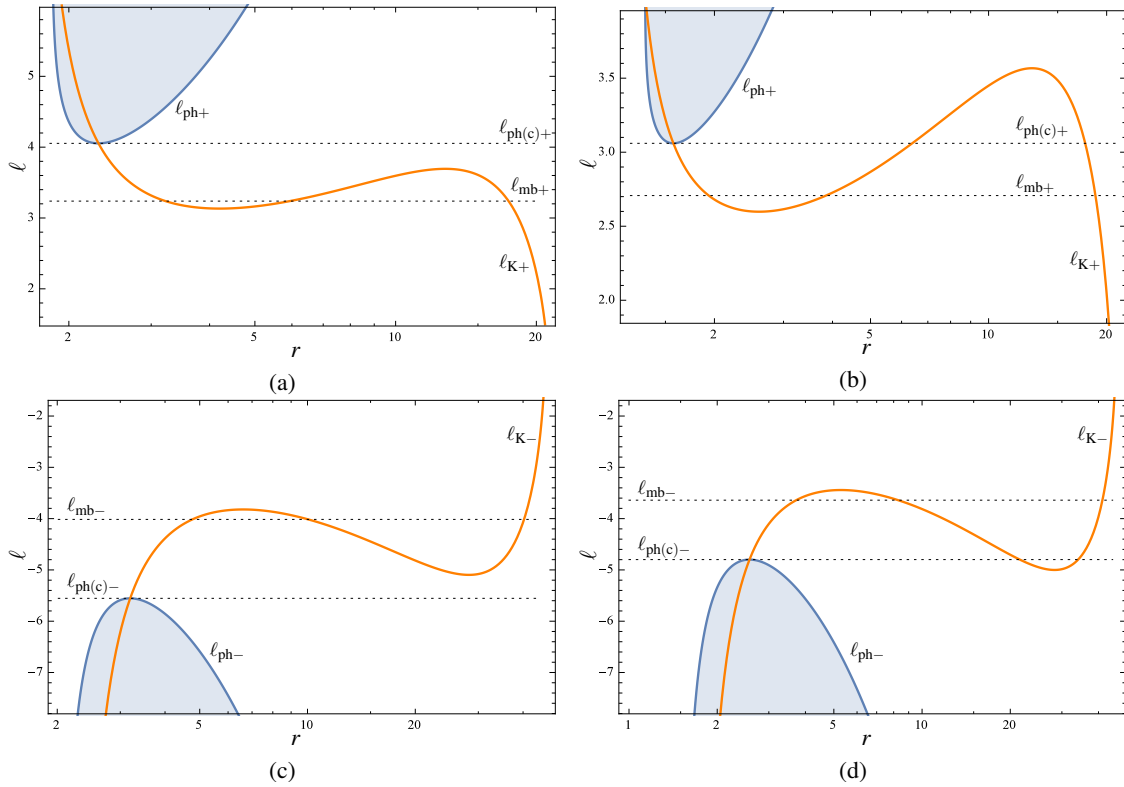 5
4
3
2
ℓ
ℓph+
ℓph(c)+
ℓmb+
ℓK+
2
5
10
20
r
(a)
3.5
3.0
2.5
2.0
ℓ
ℓph+
ℓph(c)+
ℓmb+
ℓK+
2
5
10
20
r
(b)
-2
-3
-4
-5
-6
-7
ℓ
ℓK−
ℓmb−
ℓph(c)−
ℓph−
2
5
10
20
r
(c)
-2
-3
-4
-5
-6
-7
ℓ
ℓK−
ℓmb−
ℓph(c)−
ℓph−
1
2
5
10
20
r
(d)